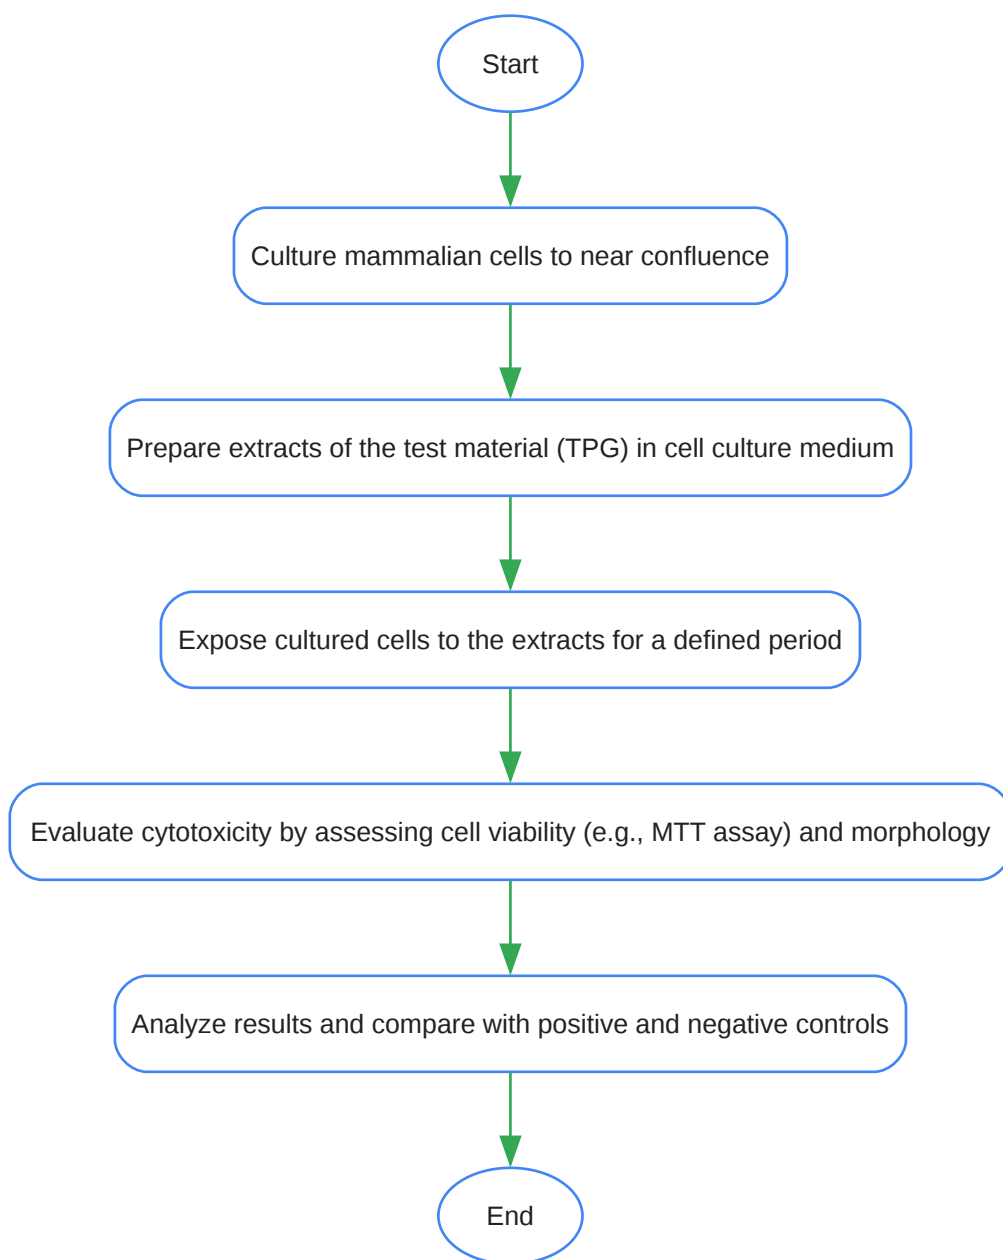 Start
Culture mammalian cells to near confluence
Prepare extracts of the test material (TPG) in cell culture medium
Expose cultured cells to the extracts for a defined period
Evaluate cytotoxicity by assessing cell viability (e.g., MTT assay) and morphology
Analyze results and compare with positive and negative controls
End